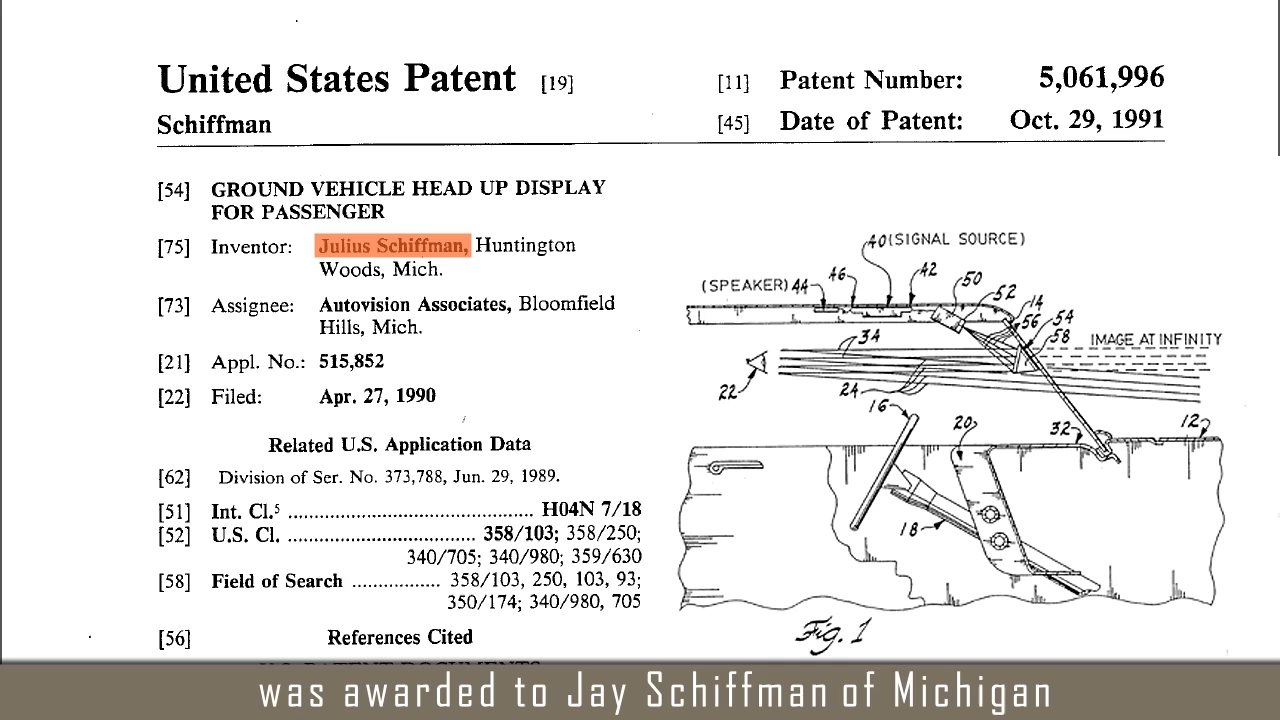 United States Patent [19]
Schiffman
[11] Patent Number: 5,061,996
[45] Date of Patent: Oct. 29, 1991
[54] GROUND VEHICLE HEAD UP DISPLAY
FOR PASSENGER
[75] Inventor: Julius Schiffman, Huntington
Woods, Mich.
[73] Assignee: Autovision Associates, Bloomfield
Hills, Mich.
[21] Appl. No.: 515,852
[22] Filed: Apr. 27, 1990
Related U.S. Application Data
[62] Division of Ser. No. 373,788, Jun. 29, 1989.
[51] Int. Cl.⁵ ........................................ H04N 7/18
[52] U.S. Cl. .................................. 358/103; 358/250;
340/705; 340/980; 359/630
[58] Field of Search ................. 358/103, 250, 103, 93;
350/174; 340/980, 705
[56] References Cited
U.S. PATENT DOCUMENTS
40 (SIGNAL SOURCE)
(SPEAKER) 44
46
42
50
52
14
56
54
58
34
IMAGE AT INFINITY
22
24
16
20
32
12
18
Fig. 1
was awarded to Jay Schiffman of Michigan